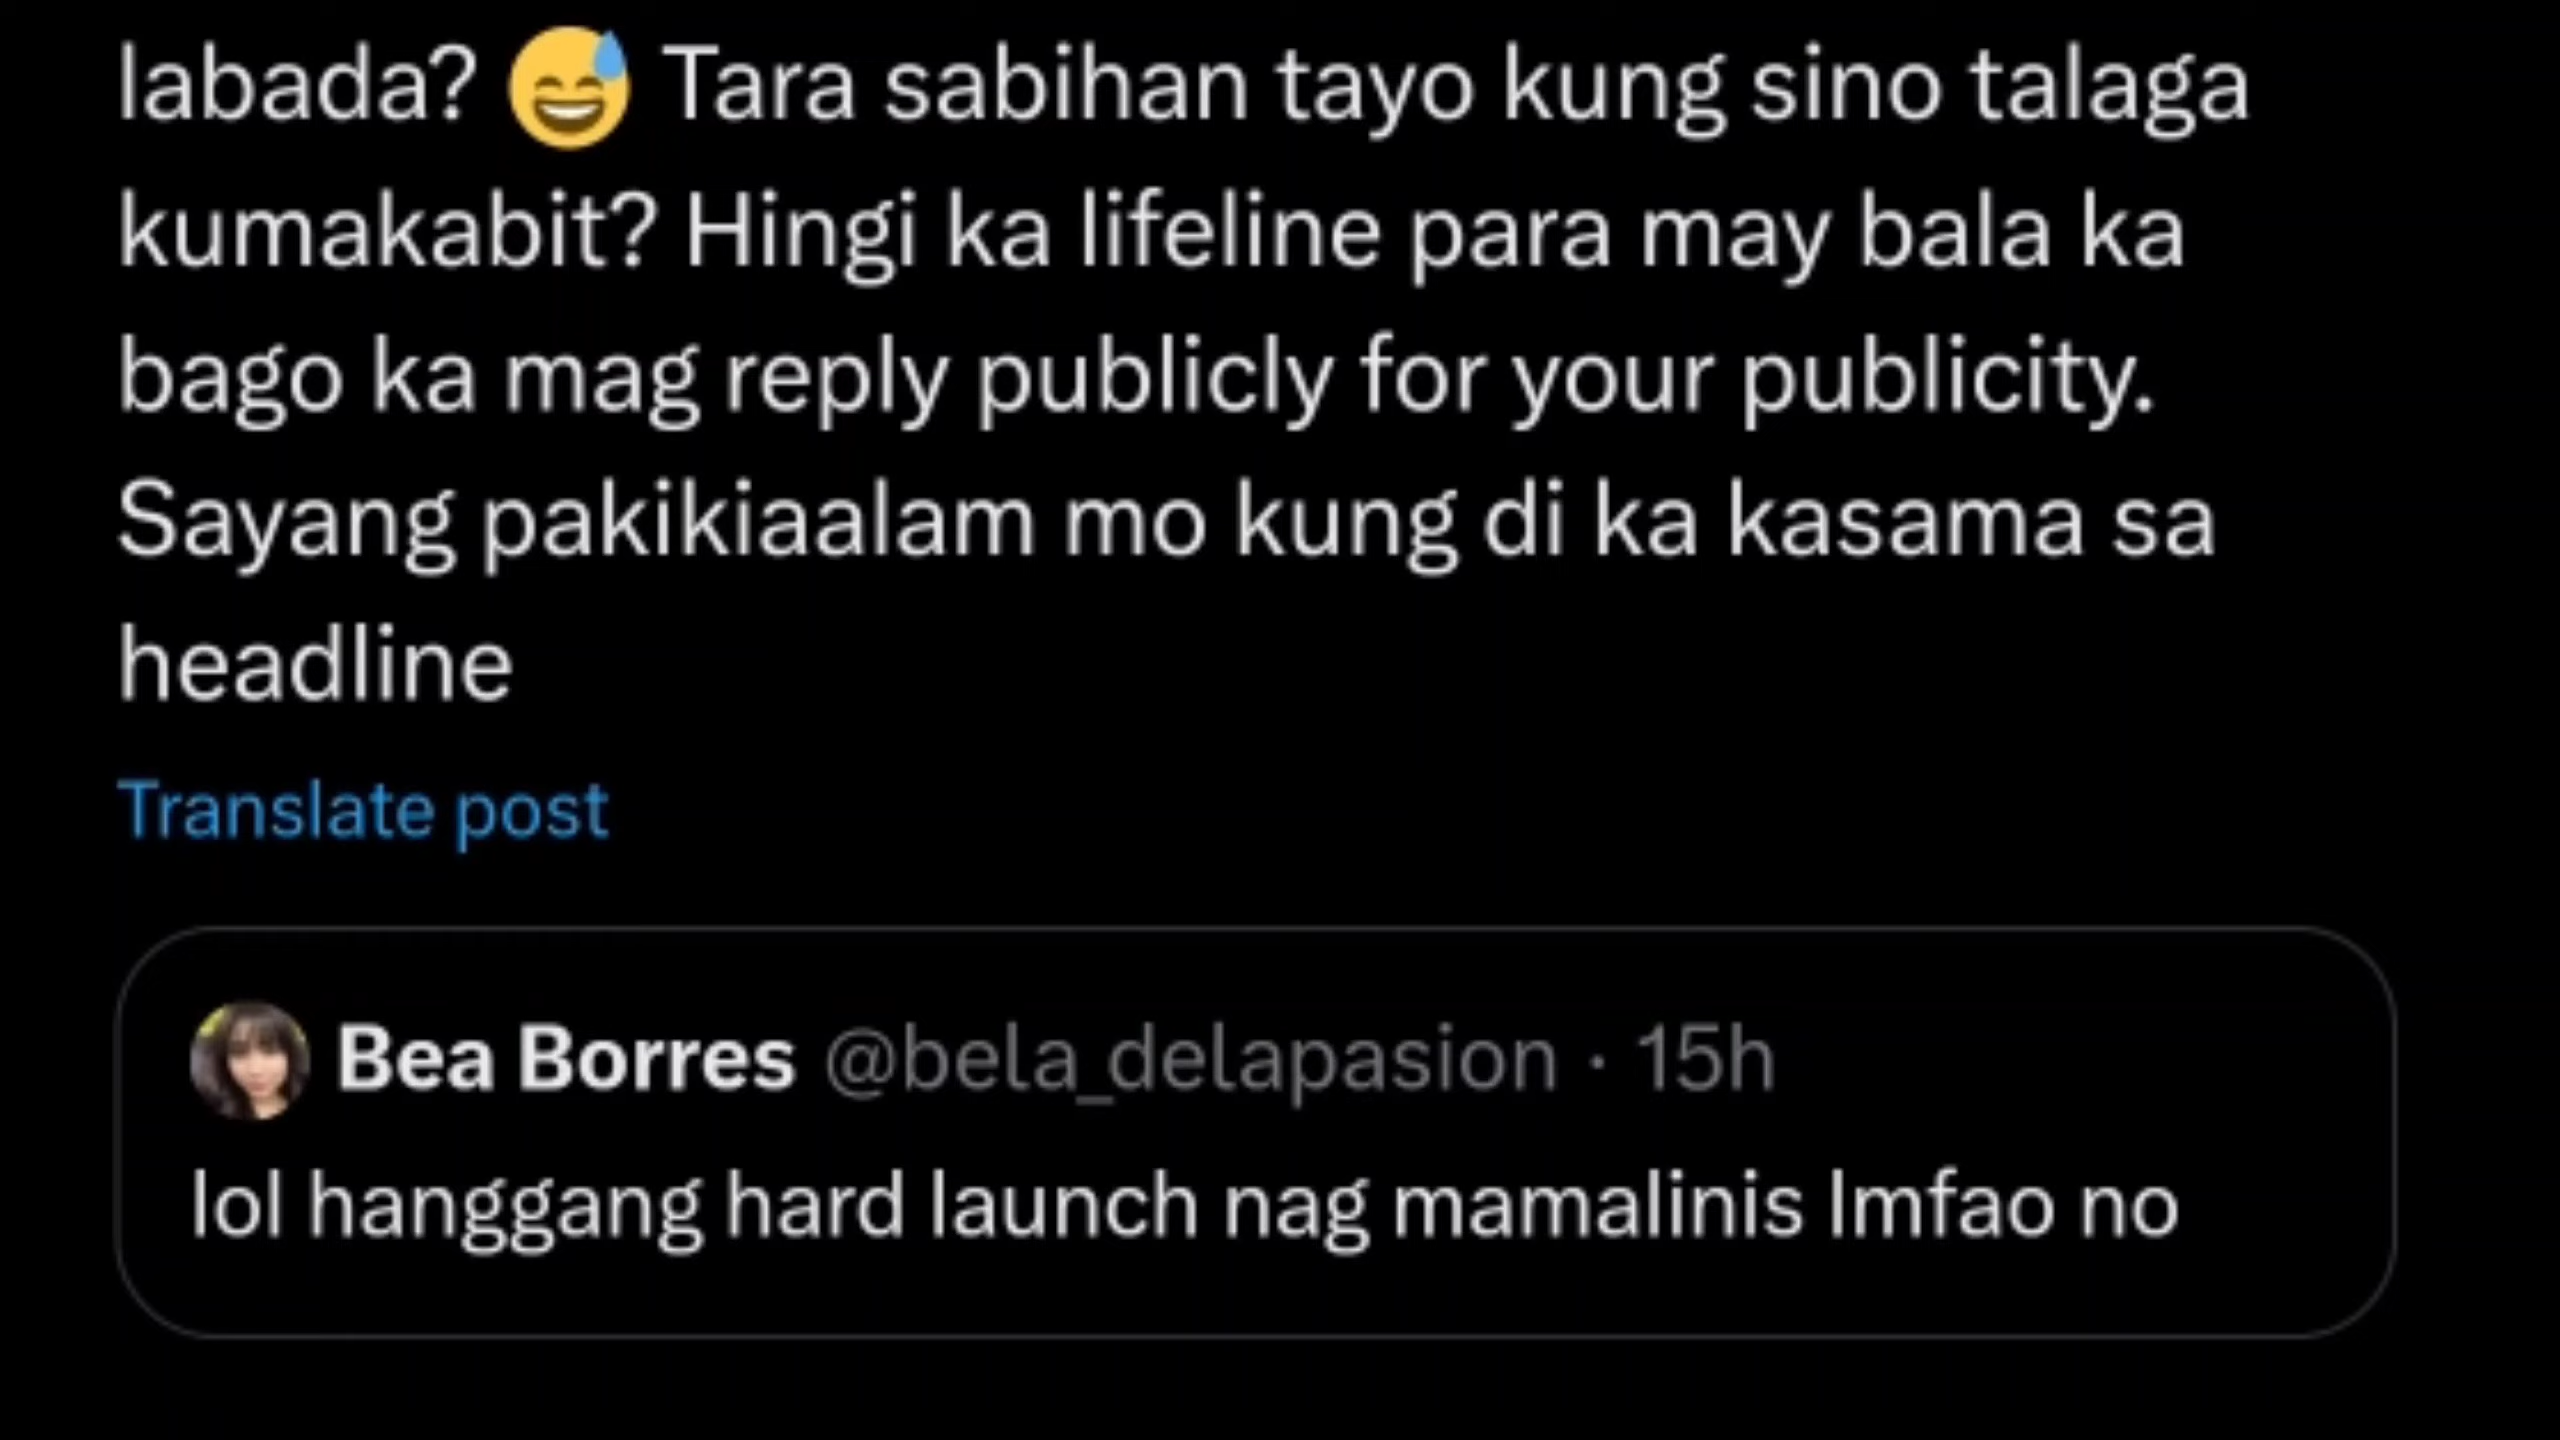 labada? 😅 Tara sabihan tayo kung sino talaga
kumakabit? Hingi ka lifeline para may bala ka
bago ka mag reply publicly for your publicity.
Sayang pakikiaalam mo kung di ka kasama sa
headline
Translate post
Bea Borres @bela_delapasion · 15h
lol hanggang hard launch nag mamalinis lmfao no